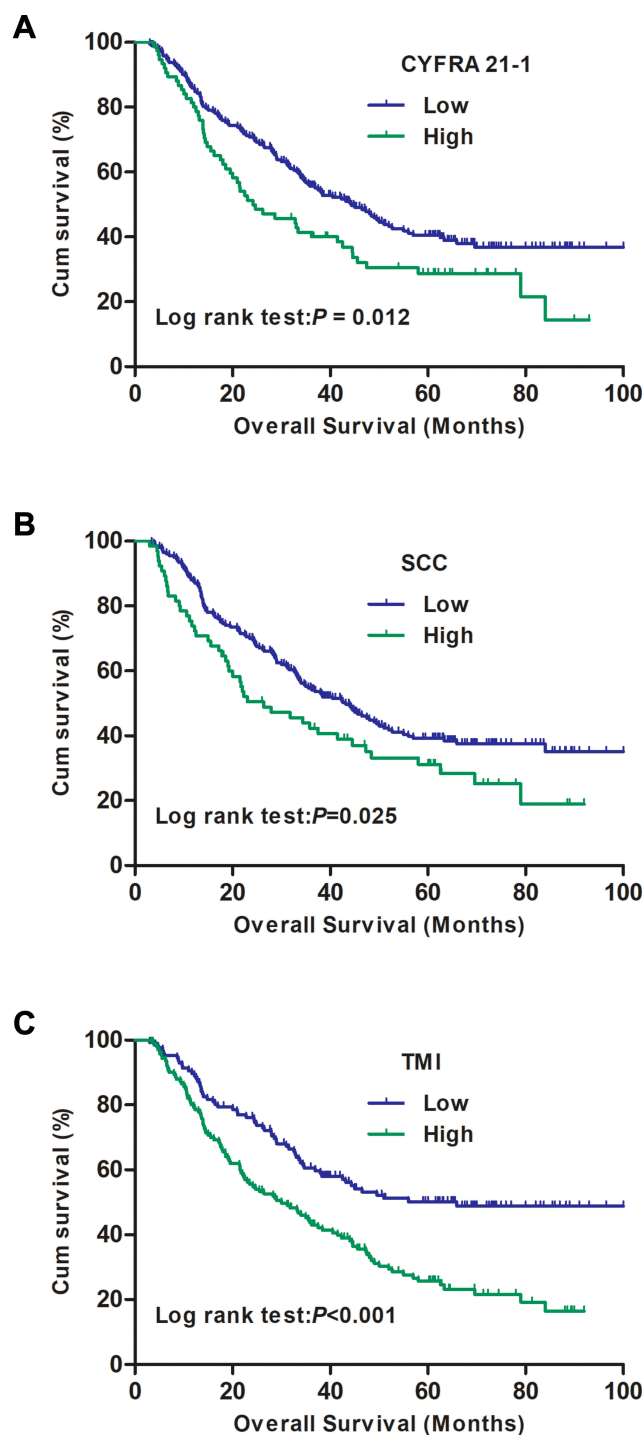 A
100
80
60
40
20
0
Cum survival (%)
CYFRA 21-1
Low
High
Log rank test:P = 0.012
0 20 40 60 80 100
Overall Survival (Months)
B
100
80
60
40
20
0
Cum survival (%)
SCC
Low
High
Log rank test:P=0.025
0 20 40 60 80 100
Overall Survival (Months)
C
100
80
60
40
20
0
Cum survival (%)
TMI
Low
High
Log rank test:P<0.001
0 20 40 60 80 100
Overall Survival (Months)